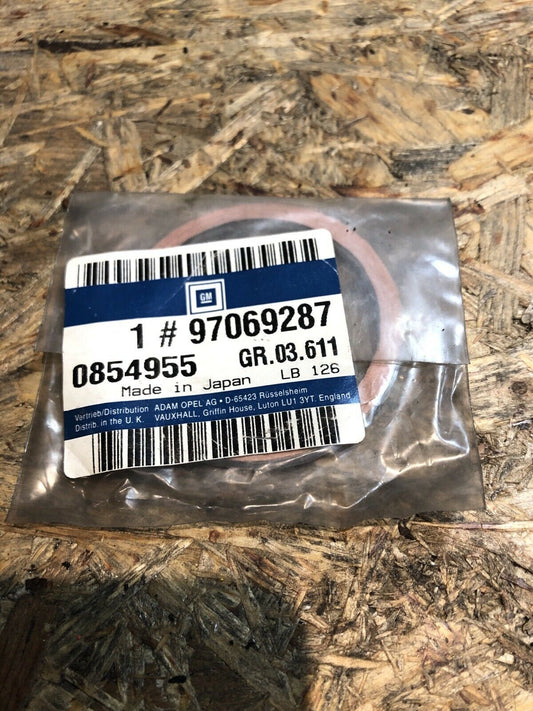 GM
1 # 97069287
0854955 GR.03.611
Made in Japan LB 126
Vertrieb/Distribution ADAM OPEL AG • D-65423 Rüsselsheim
Distrib. in the U. K. VAUXHALL, Griffin House, Luton LU1 3YT. England